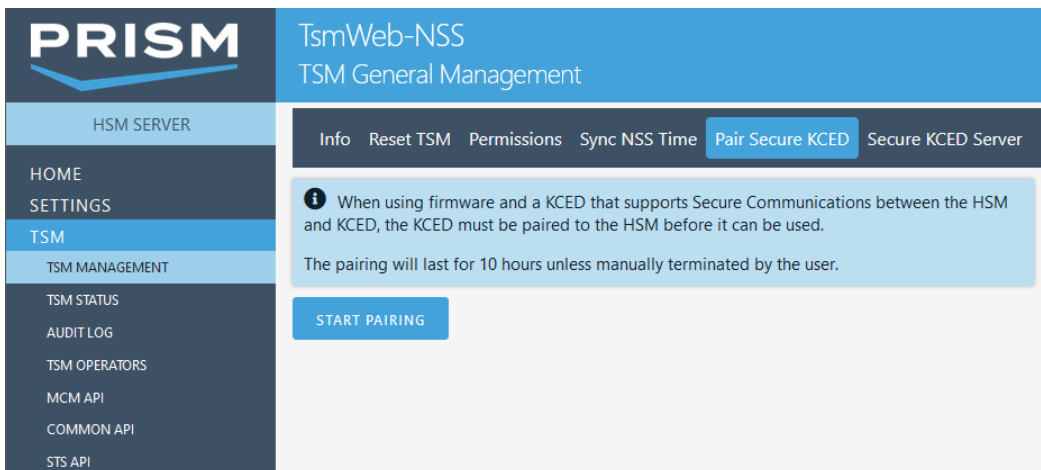 PRISM
TsmWeb-NSS
TSM General Management
HSM SERVER
Info Reset TSM Permissions Sync NSS Time Pair Secure KCED Secure KCED Server
HOME
SETTINGS
TSM
TSM MANAGEMENT
TSM STATUS
AUDIT LOG
TSM OPERATORS
MCM API
COMMON API
STS API
When using firmware and a KCED that supports Secure Communications between the HSM
and KCED, the KCED must be paired to the HSM before it can be used.
The pairing will last for 10 hours unless manually terminated by the user.
START PAIRING